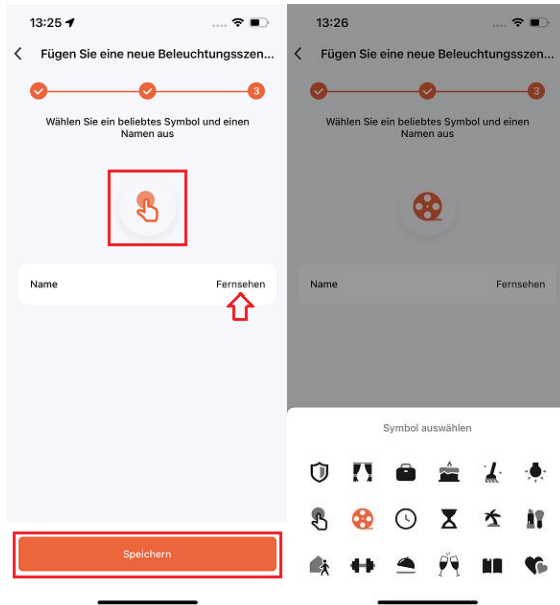 13:25
Fügen Sie eine neue Beleuchtungsszen...
3
Wählen Sie ein beliebtes Symbol und einen
Namen aus
Name Fernsehen
Speichern
13:26
Fügen Sie eine neue Beleuchtungsszen...
3
Wählen Sie ein beliebtes Symbol und einen
Namen aus
Name Fernsehen
Symbol auswählen